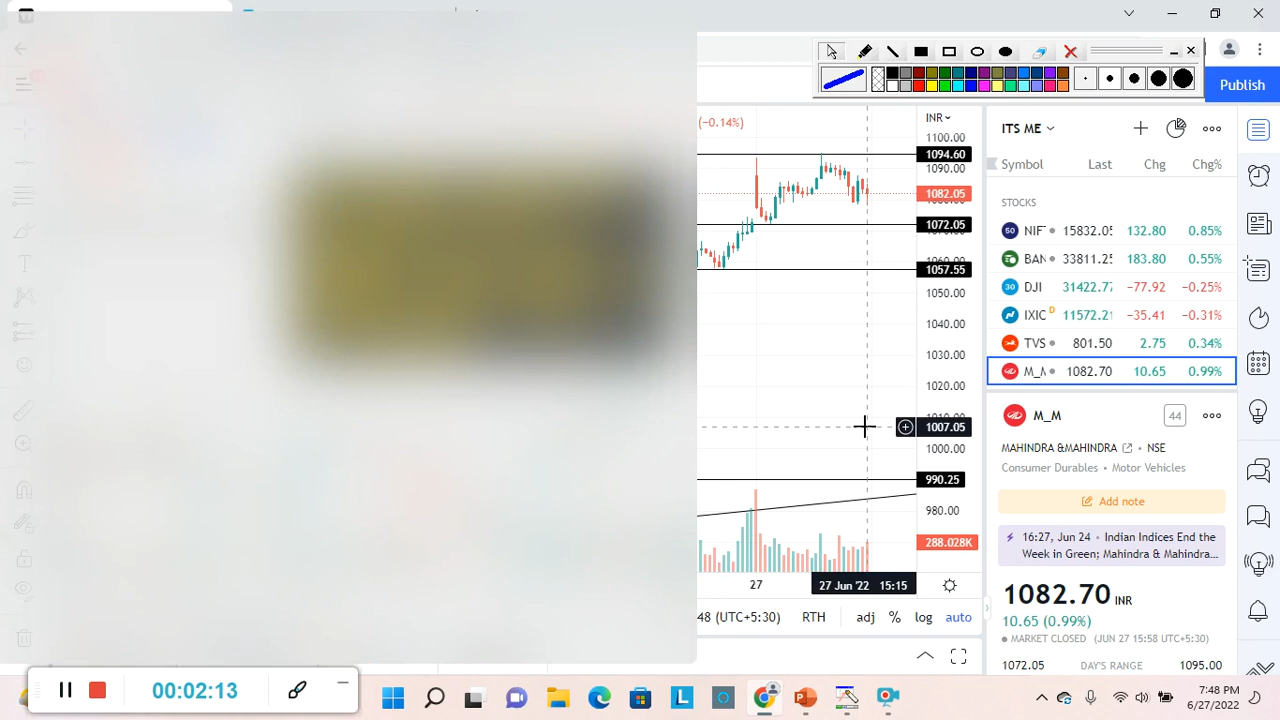 Publish
(−0.14%)
INR
1100.00
1094.60
1090.00
1082.05
1072.05
1057.55
1050.00
1040.00
1030.00
1020.00
1007.05
1000.00
990.25
980.00
288.028K
27
27 Jun '22 15:15
48 (UTC+5:30) RTH adj % log auto
ITS ME
Symbol Last Chg Chg%
STOCKS
50 NIF 15832.05 132.80 0.85%
BAN 33811.25 183.80 0.55%
30 DJI 31422.77 −77.92 −0.25%
IXIC D 11572.21 −35.41 −0.31%
TVS 801.50 2.75 0.34%
M_M 1082.70 10.65 0.99%
M_M 44
MAHINDRA &MAHINDRA • NSE
Consumer Durables • Motor Vehicles
Add note
16:27, Jun 24 • Indian Indices End the
Week in Green; Mahindra & Mahindra...
1082.70 INR
10.65 (0.99%)
MARKET CLOSED (JUN 27 15:58 UTC+5:30)
1072.05 DAY'S RANGE 1095.00
00:02:13
L
7:48 PM
6/27/2022